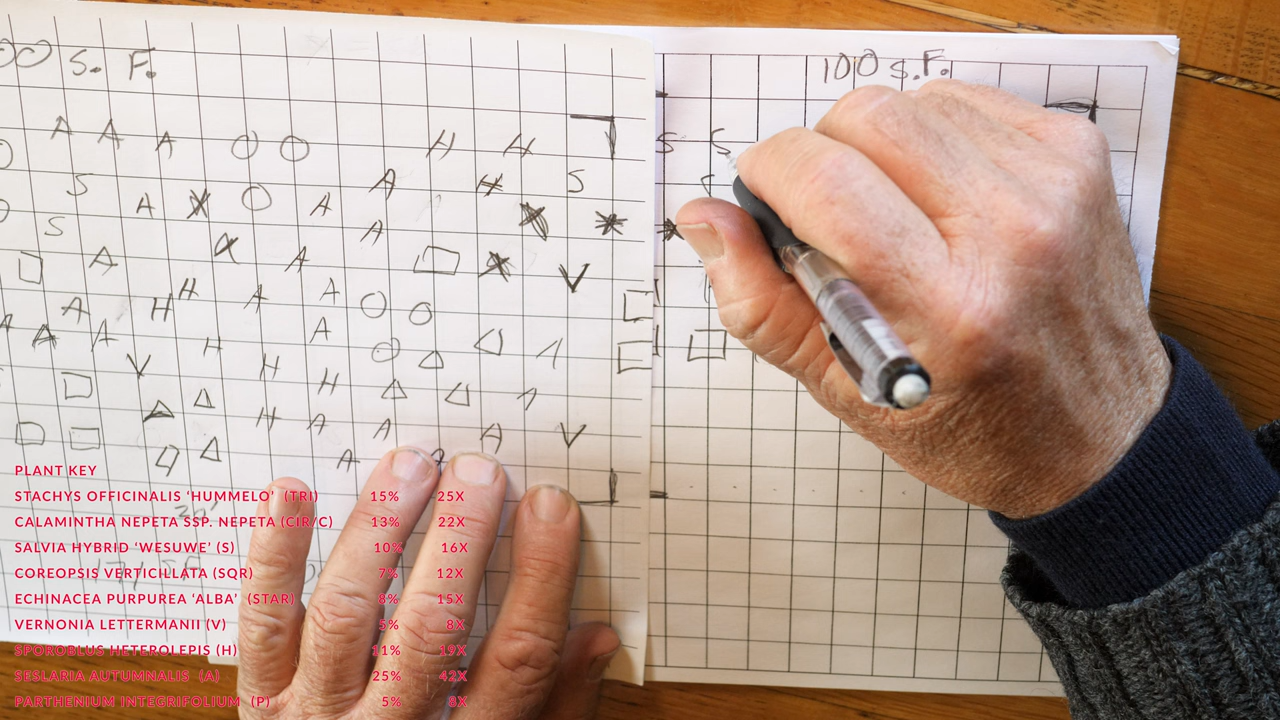 00 S. F.
100 S.F.
A A A H H
S S
S A A A H S
S A
A A V
A H H A A
A A A H
V H H
H A A A V
A
PLANT KEY
STACHYS OFFICINALIS ‘HUMMELO’ (TRI) 15% 25X
CALAMINTHA NEPETA SSP. NEPETA (CIR/C) 13% 22X
SALVIA HYBRID ‘WESUWE’ (S) 10% 16X
COREOPSIS VERTICILLATA (SQR) 7% 12X
ECHINACEA PURPUREA ‘ALBA’ (STAR) 8% 15X
VERNONIA LETTERMANII (V) 5% 8X
SPOROBLUS HETEROLEPIS (H) 11% 19X
SESLARIA AUTUMNALIS (A) 25% 42X
PARTHENIUM INTEGRIFOLIUM (P) 5% 8X